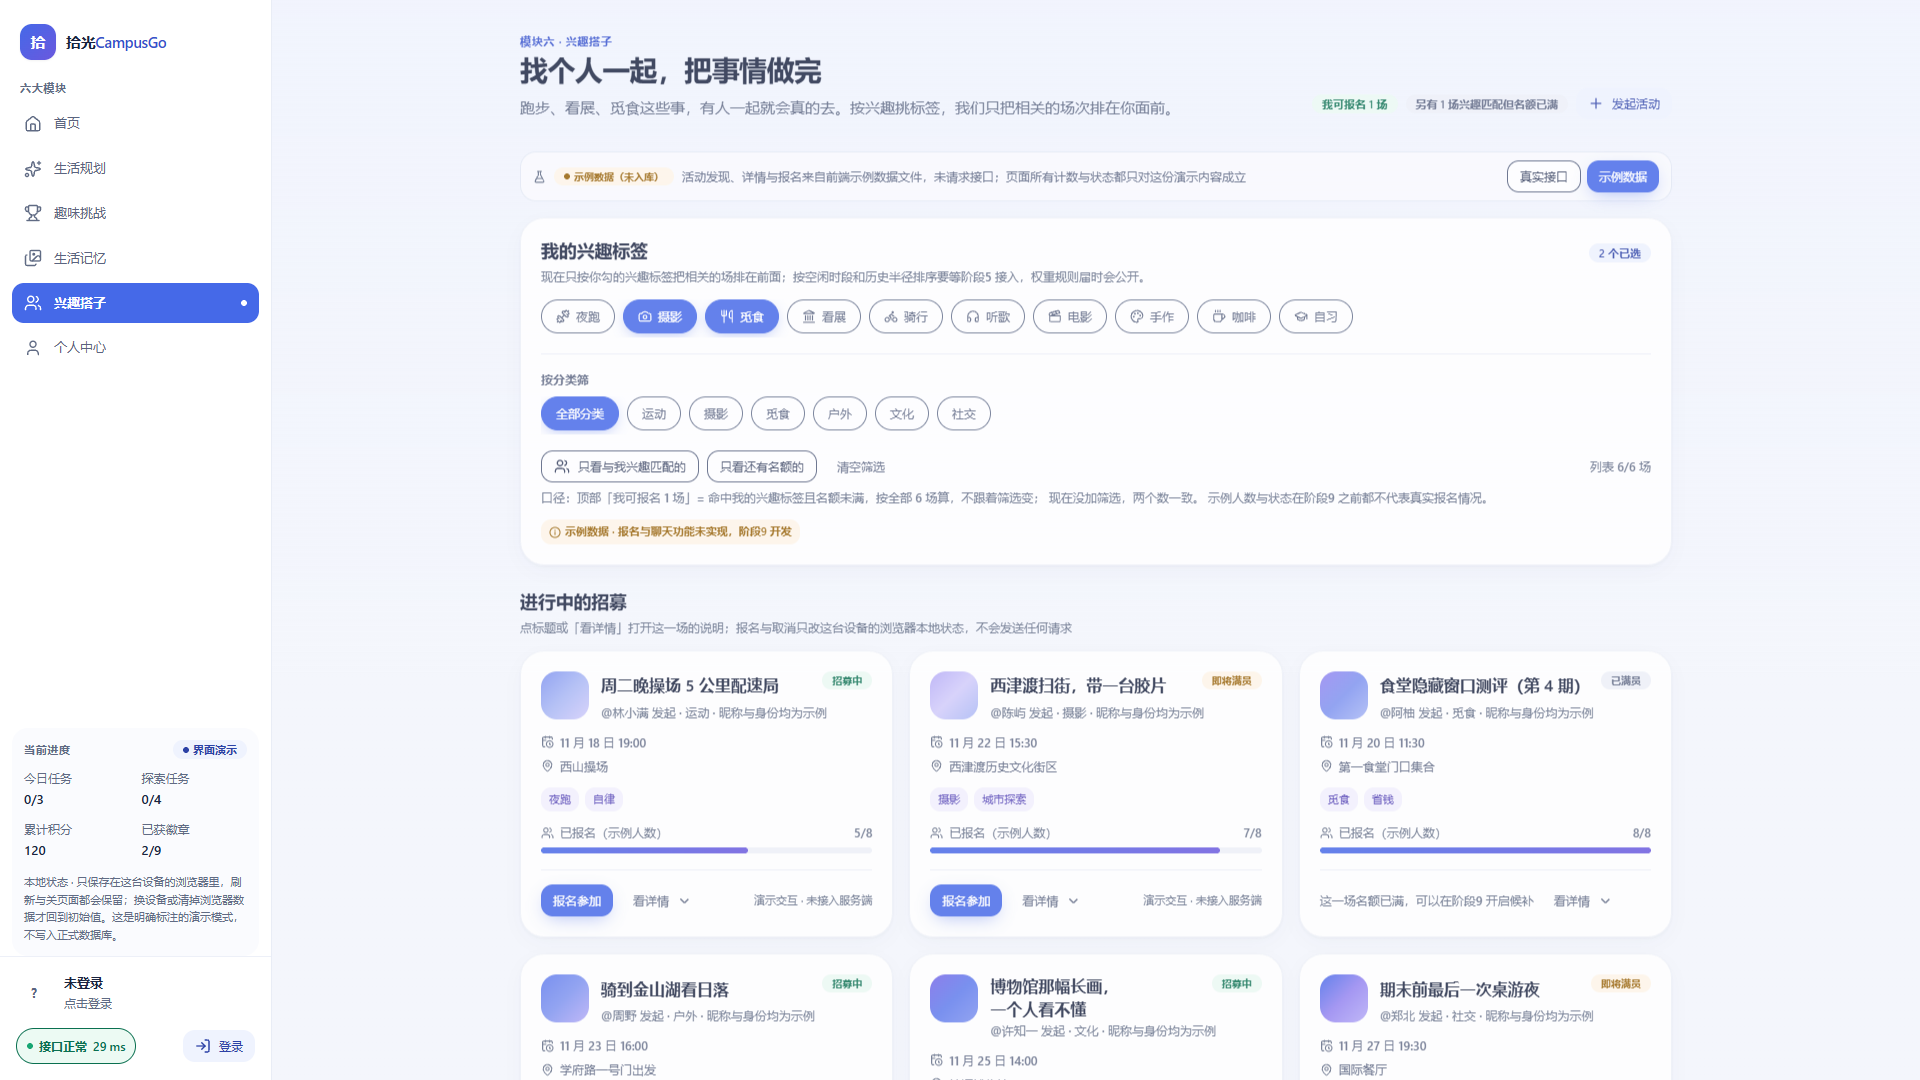 拾 拾光CampusGo
六大模块
首页
生活规划
趣味挑战
生活记忆
兴趣搭子
个人中心
当前进度 界面演示
今日任务 探索任务
0/3 0/4
累计积分 已获徽章
120 2/9
本地状态 · 只保存在这台设备的浏览器里，刷
新与关页面都会保留；换设备或清掉浏览器数
据才回到初始值。这是明确标注的演示模式，
不写入正式数据库。
? 未登录
点击登录
接口正常 29 ms 登录
模块六 · 兴趣搭子
找个人一起，把事情做完
跑步、看展、觅食这些事，有人一起就会真的去。按兴趣挑标签，我们只把相关的场次排在你面前。
我可报名 1 场 另有 1 场兴趣匹配但名额已满 发起活动
示例数据（未入库） 活动发现、详情与报名来自前端示例数据文件，未请求接口；页面所有计数与状态都只对这份演示内容成立 真实接口 示例数据
我的兴趣标签 2 个已选
现在只按你勾的兴趣标签把相关的场排在前面；按空闲时段和历史半径排序要等阶段5 接入，权重规则届时会公开。
夜跑 摄影 觅食 看展 骑行 听歌 电影 手作 咖啡 自习
按分类筛
全部分类 运动 摄影 觅食 户外 文化 社交
只看与我兴趣匹配的 只看还有名额的 清空筛选 列表 6/6 场
口径：顶部「我可报名 1 场」= 命中我的兴趣标签且名额未满，按全部 6 场算，不跟着筛选变； 现在没加筛选，两个数一致。 示例人数与状态在阶段9 之前都不代表真实报名情况。
示例数据 · 报名与聊天功能未实现，阶段9 开发
进行中的招募
点标题或「看详情」打开这一场的说明；报名与取消只改这台设备的浏览器本地状态，不会发送任何请求
周二晚操场 5 公里配速局 招募中
@林小满 发起 · 运动 · 昵称与身份均为示例
11 月 18 日 19:00
西山操场
夜跑 自律
已报名（示例人数） 5/8
报名参加 看详情 演示交互 · 未接入服务端
西津渡扫街，带一台胶片 即将满员
@陈屿 发起 · 摄影 · 昵称与身份均为示例
11 月 22 日 15:30
西津渡历史文化街区
摄影 城市探索
已报名（示例人数） 7/8
报名参加 看详情 演示交互 · 未接入服务端
食堂隐藏窗口测评（第 4 期） 已满员
@阿柚 发起 · 觅食 · 昵称与身份均为示例
11 月 20 日 11:30
第一食堂门口集合
觅食 省钱
已报名（示例人数） 8/8
这一场名额已满，可以在阶段9 开启候补 看详情
骑到金山湖看日落 招募中
@周野 发起 · 户外 · 昵称与身份均为示例
11 月 23 日 16:00
学府路一号门出发
博物馆那幅长画， 招募中
一个人看不懂
@许知一 发起 · 文化 · 昵称与身份均为示例
11 月 25 日 14:00
期末前最后一次桌游夜 即将满员
@郑北 发起 · 社交 · 昵称与身份均为示例
11 月 27 日 19:30
国际餐厅